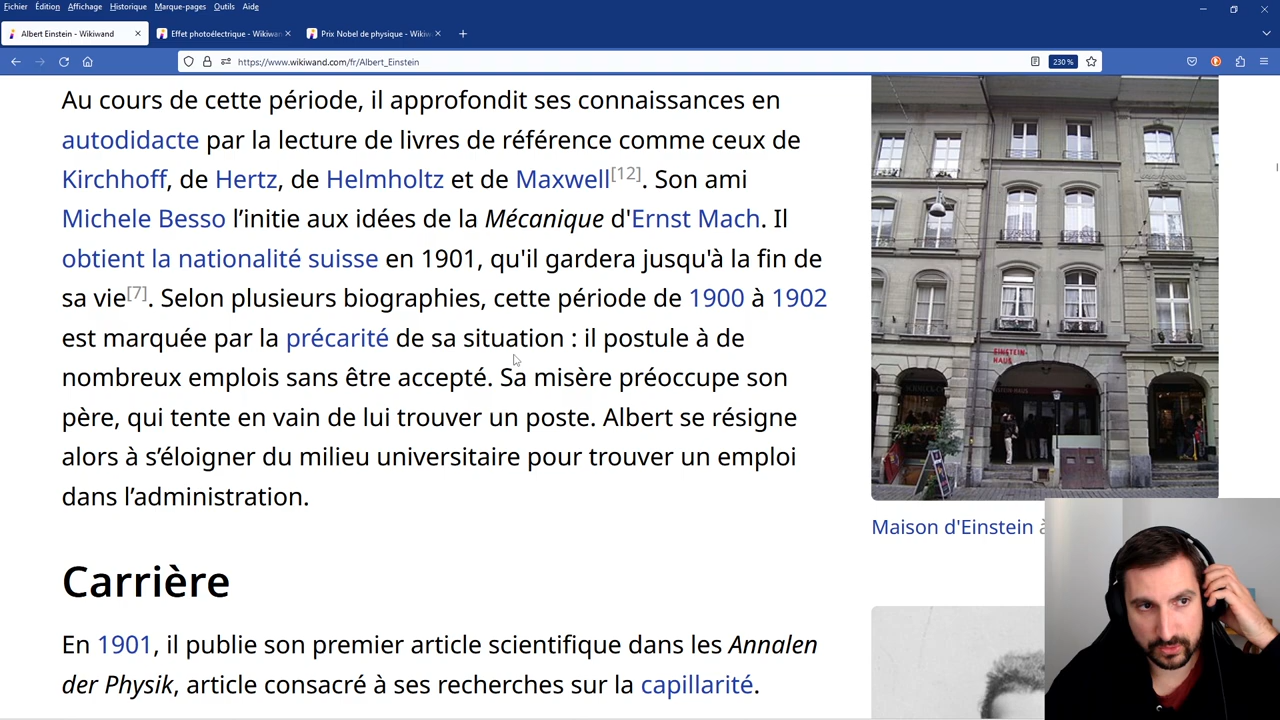 Fichier Édition Affichage Historique Marque-pages Outils Aide
Albert Einstein - Wikiwand
Effet photoélectrique - Wikiwan
Prix Nobel de physique - Wikiw
https://www.wikiwand.com/fr/Albert_Einstein
230 %
Au cours de cette période, il approfondit ses connaissances en
autodidacte par la lecture de livres de référence comme ceux de
Kirchhoff, de Hertz, de Helmholtz et de Maxwell[12]. Son ami
Michele Besso l’initie aux idées de la Mécanique d'Ernst Mach. Il
obtient la nationalité suisse en 1901, qu'il gardera jusqu'à la fin de
sa vie[7]. Selon plusieurs biographies, cette période de 1900 à 1902
est marquée par la précarité de sa situation : il postule à de
nombreux emplois sans être accepté. Sa misère préoccupe son
père, qui tente en vain de lui trouver un poste. Albert se résigne
alors à s’éloigner du milieu universitaire pour trouver un emploi
dans l’administration.
EINSTEIN-
HAUS
Maison d'Einstein à
Carrière
En 1901, il publie son premier article scientifique dans les Annalen
der Physik, article consacré à ses recherches sur la capillarité.